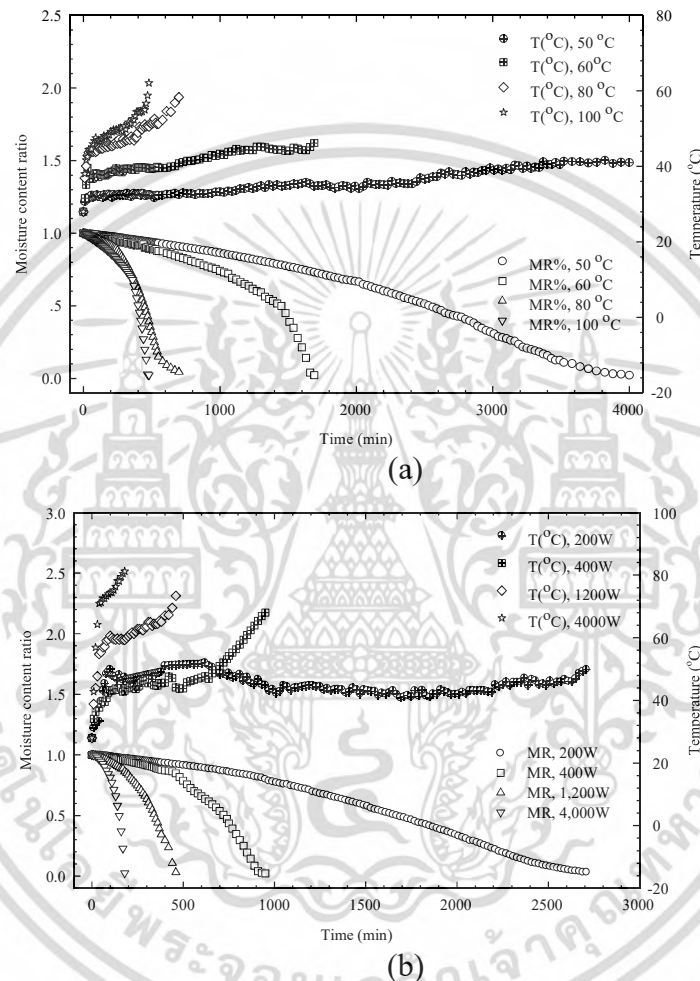 2.5
2.0
1.5
1.0
.5
0.0
Moisture content ratio
80
60
40
20
0
-20
Temperature (°C)
T(°C), 50 °C
T(°C), 60°C
T(°C), 80 °C
T(°C), 100 °C
MR%, 50 °C
MR%, 60 °C
MR%, 80 °C
MR%, 100 °C
0 1000 2000 3000 4000
Time (min)
(a)
3.0
2.5
2.0
1.5
1.0
0.5
0.0
Moisture content ratio
100
80
60
40
20
0
-20
Temperature (°C)
T(°C), 200W
T(°C), 400W
T(°C), 1200W
T(°C), 4000W
MR, 200W
MR, 400W
MR, 1,200W
MR, 4,000W
0 500 1000 1500 2000 2500 3000
Time (min)
(b)